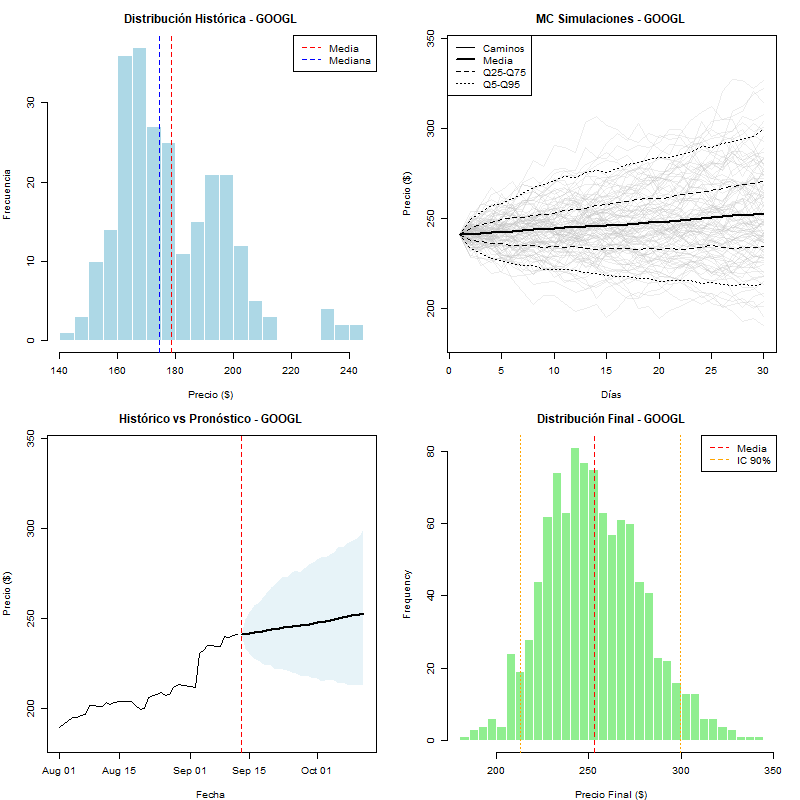 Distribución Histórica - GOOGL
Media
Mediana
Frecuencia
0
10
20
30
140
160
180
200
220
240
Precio ($)
MC Simulaciones - GOOGL
Caminos
Media
Q25-Q75
Q5-Q95
Precio ($)
200
250
300
350
0
5
10
15
20
25
30
Días
Histórico vs Pronóstico - GOOGL
Precio ($)
200
250
300
350
Aug 01
Aug 15
Sep 01
Sep 15
Oct 01
Fecha
Distribución Final - GOOGL
Media
IC 90%
Frequency
0
20
40
60
80
200
250
300
350
Precio Final ($)